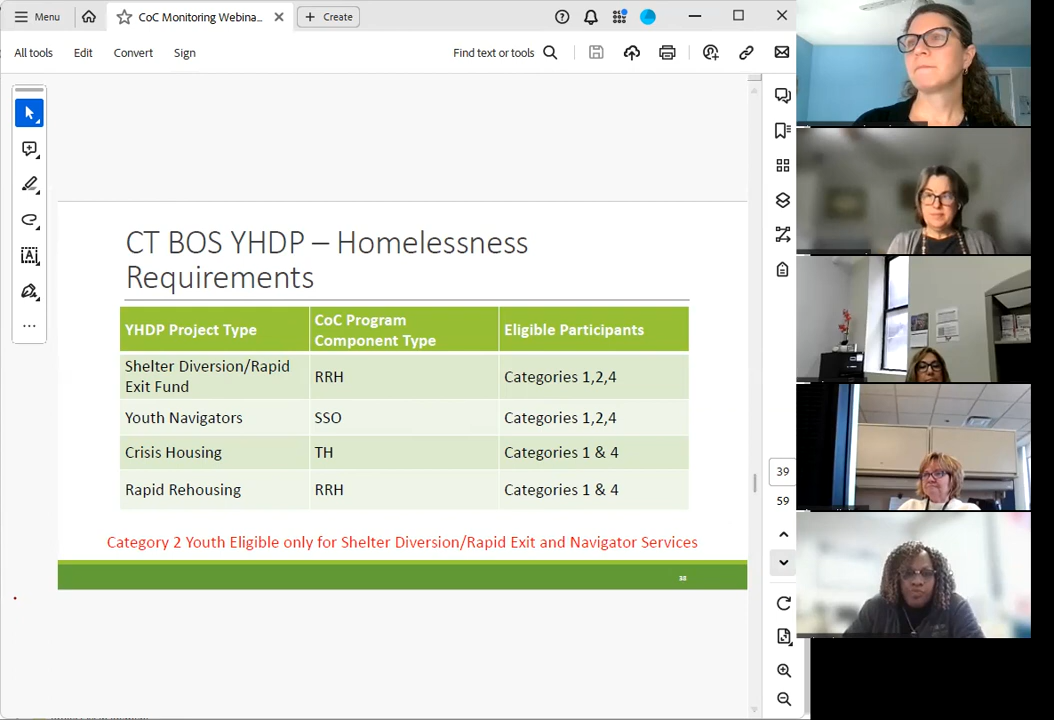 Menu
CoC Monitoring Webina...
Create
All tools
Edit
Convert
Sign
Find text or tools
CT BOS YHDP – Homelessness
Requirements
YHDP Project Type
CoC Program
Component Type
Eligible Participants
Shelter Diversion/Rapid
Exit Fund
RRH
Categories 1,2,4
Youth Navigators
SSO
Categories 1,2,4
Crisis Housing
TH
Categories 1 & 4
Rapid Rehousing
RRH
Categories 1 & 4
Category 2 Youth Eligible only for Shelter Diversion/Rapid Exit and Navigator Services
38
39
59